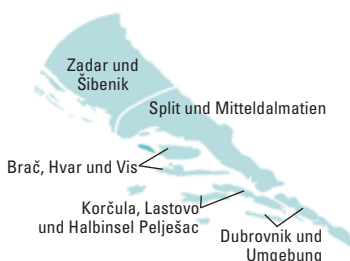 Zadar und
Šibenik
Split und Mitteldalmatien
Brač, Hvar und Vis
Korčula, Lastovo
und Halbinsel Pelješac
Dubrovnik und
Umgebung